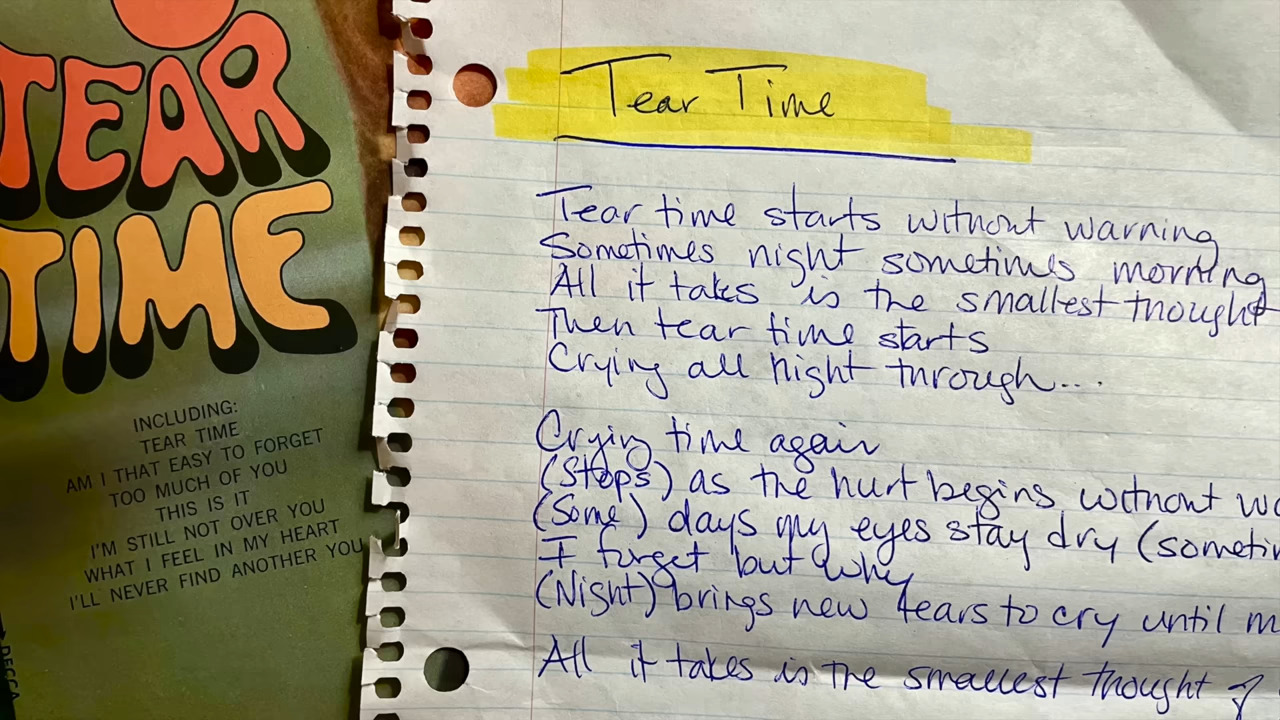 TEAR
TIME
INCLUDING:
TEAR TIME
AM I THAT EASY TO FORGET
TOO MUCH OF YOU
THIS IS IT
I'M STILL NOT OVER YOU
WHAT I FEEL IN MY HEART
I'LL NEVER FIND ANOTHER YOU
DECCA
Tear Time
Tear time starts without warning
Sometimes night sometimes morning
All it takes is the smallest thought
Then tear time starts
Crying all night through...
Crying time again
(Stops) as the hurt begins without
(Some) days my eyes stay dry
I forget but why
(Night) brings new tears to cry until
All it takes is the smallest thought